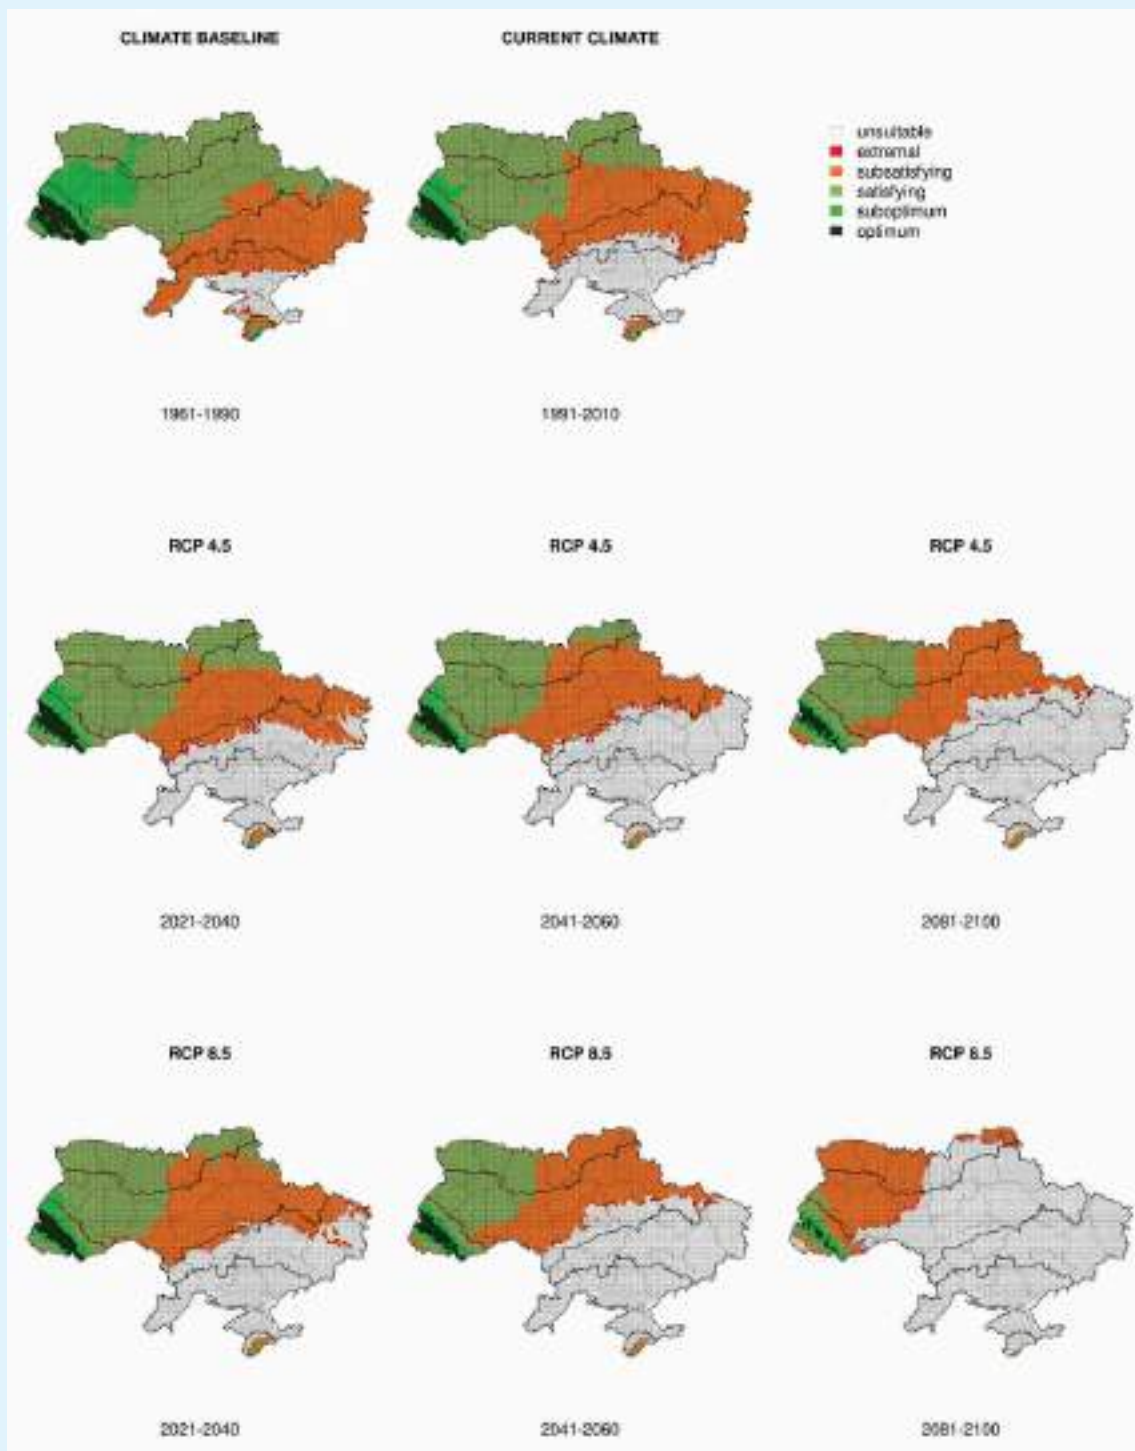 CLIMATE BASELINE
CURRENT CLIMATE
unsuitable
extremal
subsatisfying
satisfying
suboptimum
optimum
1961-1990
1991-2010
RCP 4.5
RCP 4.5
RCP 4.5
2021-2040
2041-2060
2081-2100
RCP 8.5
RCP 8.5
RCP 8.5
2021-2040
2041-2060
2081-2100